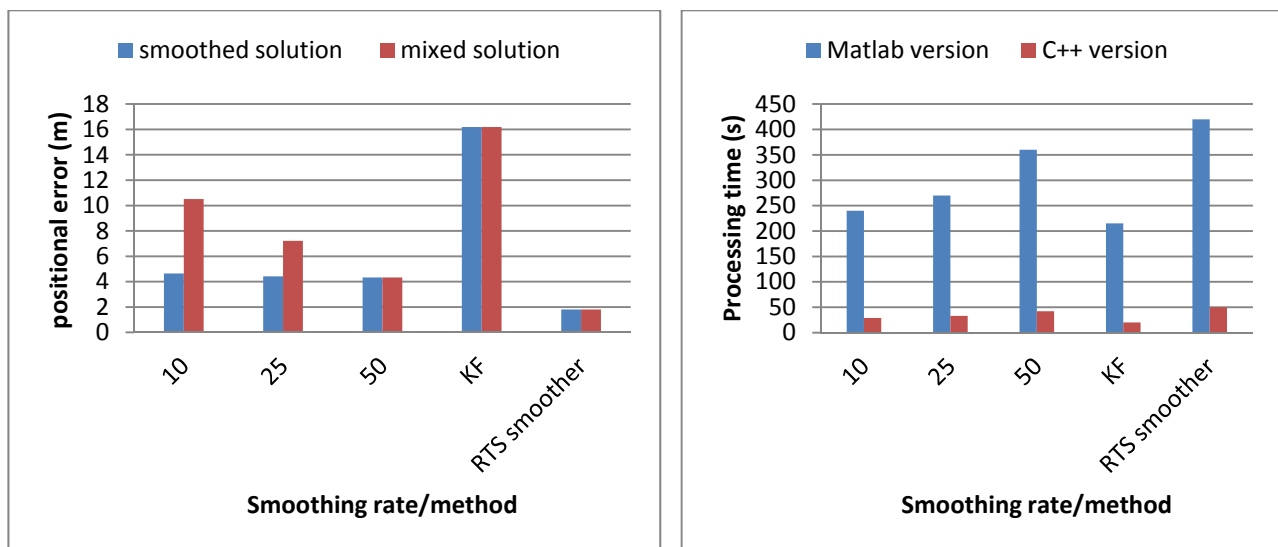 smoothed solution mixed solution
positional error (m)
18
16
14
12
10
8
6
4
2
0
10 25 50 KF RTS smoother
Smoothing rate/method
Matlab version C++ version
Processing time (s)
450
400
350
300
250
200
150
100
50
0
10 25 50 KF RTS smoother
Smoothing rate/method